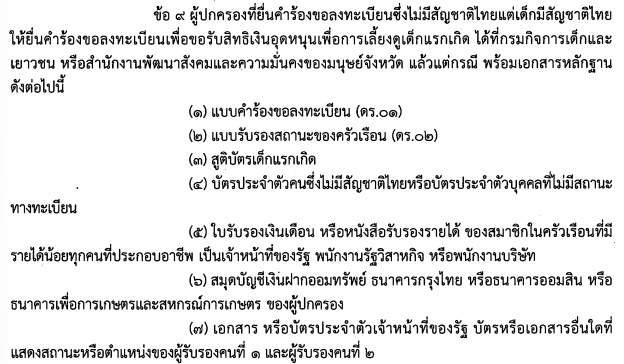 ข้อ ๙ ผู้ปกครองที่ยื่นคำร้องขอลงทะเบียนซึ่งไม่มีสัญชาติไทยแต่เด็กมีสัญชาติไทย
ให้ยื่นคำร้องขอลงทะเบียนเพื่อขอรับสิทธิเงินอุดหนุนเพื่อการเลี้ยงดูเด็กแรกเกิด ได้ที่กรมกิจการเด็กและ
เยาวชน หรือสำนักงานพัฒนาสังคมและความมั่นคงของมนุษย์จังหวัด แล้วแต่กรณี พร้อมเอกสารหลักฐาน
ดังต่อไปนี้
(๑) แบบคำร้องขอลงทะเบียน (ดร.๐๑)
(๒) แบบรับรองสถานะของครัวเรือน (ดร.๐๒)
(๓) สูติบัตรเด็กแรกเกิด
(๔) บัตรประจำตัวคนซึ่งไม่มีสัญชาติไทยหรือบัตรประจำตัวบุคคลที่ไม่มีสถานะ
ทางทะเบียน
(๕) ใบรับรองเงินเดือน หรือหนังสือรับรองรายได้ ของสมาชิกในครัวเรือนที่มี
รายได้น้อยทุกคนที่ประกอบอาชีพ เป็นเจ้าหน้าที่ของรัฐ พนักงานรัฐวิสาหกิจ หรือพนักงานบริษัท
(๖) สมุดบัญชีเงินฝากออมทรัพย์ ธนาคารกรุงไทย หรือธนาคารออมสิน หรือ
ธนาคารเพื่อการเกษตรและสหกรณ์การเกษตร ของผู้ปกครอง
(๗) เอกสาร หรือบัตรประจำตัวเจ้าหน้าที่ของรัฐ บัตรหรือเอกสารอื่นใดที่
แสดงสถานะหรือตำแหน่งของผู้รับรองคนที่ ๑ และผู้รับรองคนที่ ๒